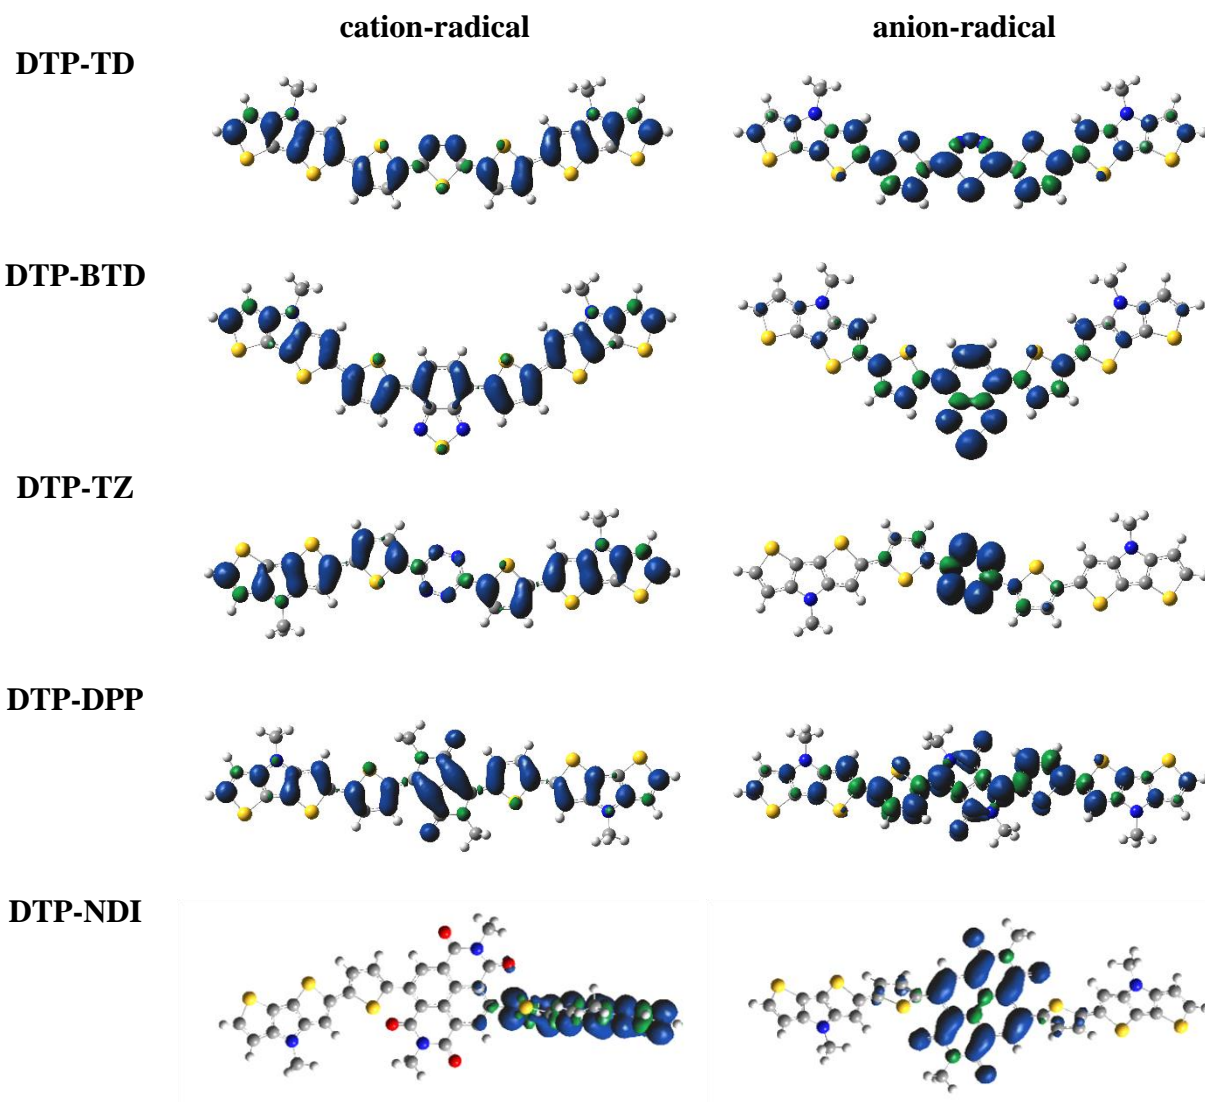 cation-radical anion-radical
DTP-TD
DTP-BTD
DTP-TZ
DTP-DPP
DTP-NDI